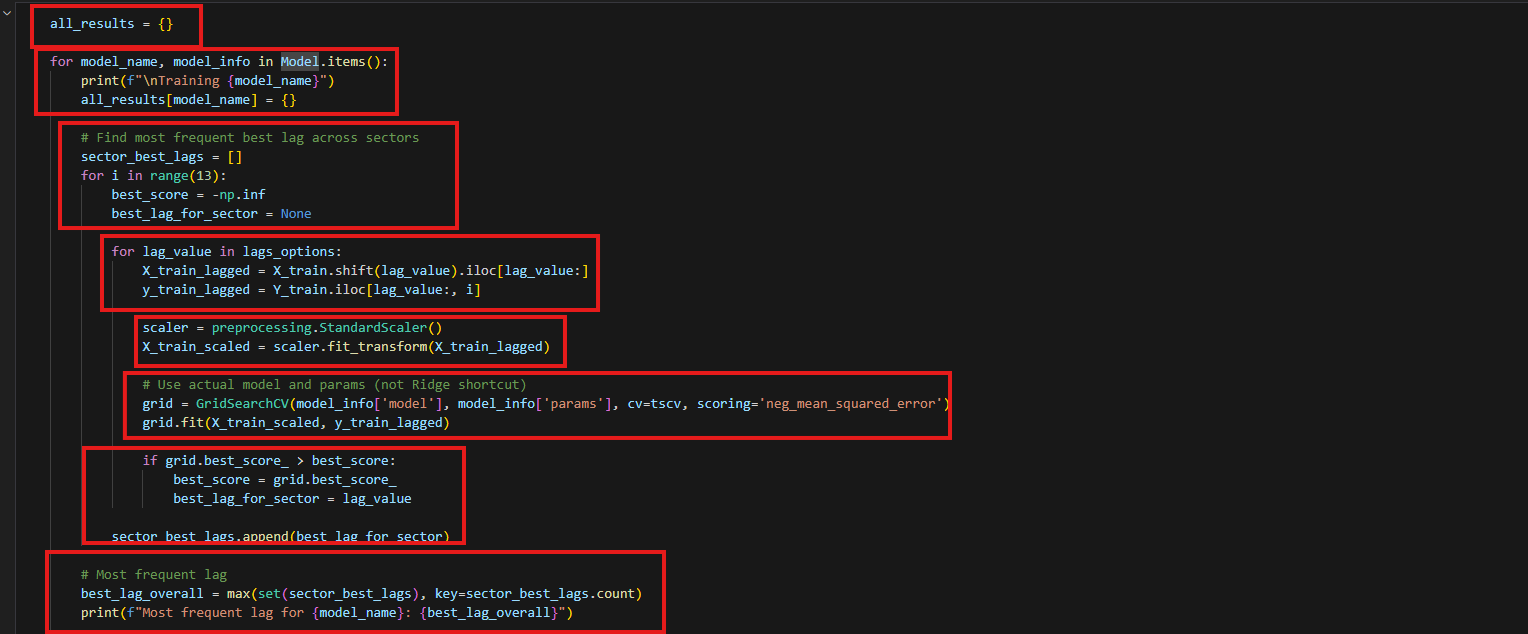 all_results = {}
for model_name, model_info in Model.items():
print(f"\nTraining {model_name}")
all_results[model_name] = {}
# Find most frequent best lag across sectors
sector_best_lags = []
for i in range(13):
best_score = -np.inf
best_lag_for_sector = None
for lag_value in lags_options:
X_train_lagged = X_train.shift(lag_value).iloc[lag_value:]
y_train_lagged = Y_train.iloc[lag_value:, i]
scaler = preprocessing.StandardScaler()
X_train_scaled = scaler.fit_transform(X_train_lagged)
# Use actual model and params (not Ridge shortcut)
grid = GridSearchCV(model_info['model'], model_info['params'], cv=tscv, scoring='neg_mean_squared_error')
grid.fit(X_train_scaled, y_train_lagged)
if grid.best_score_ > best_score:
best_score = grid.best_score_
best_lag_for_sector = lag_value
sector_best_lags.append(best_lag_for_sector)
# Most frequent lag
best_lag_overall = max(set(sector_best_lags), key=sector_best_lags.count)
print(f"Most frequent lag for {model_name}: {best_lag_overall}")